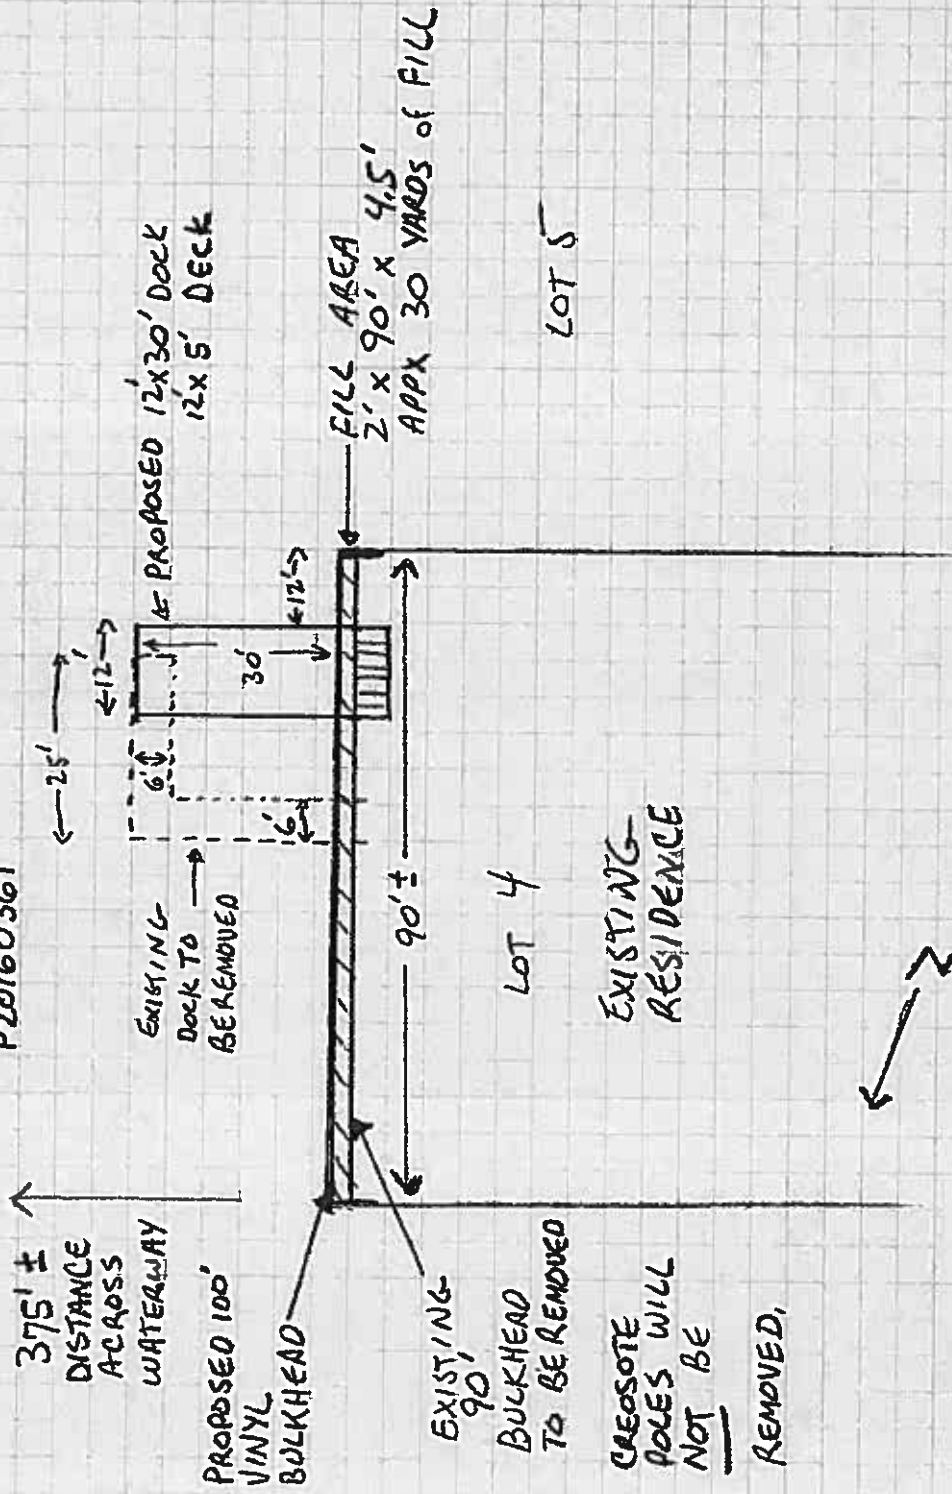 PZ0160361
375' ±
DISTANCE
ACROSS
WATERWAY
PROPOSED 100'
VINYL
BULKHEAD
EXISTING
90'
BULKHEAD
TO BE REMOVED
CREOSOTE
POLES WILL
NOT BE
REMOVED.
EXISTING
DOCK TO
BE REMOVED
25'
12'
6'
6'
30'
12'
PROPOSED 12'x30' DOCK
12'x 5' DECK
FILL AREA
2' x 90' x 4.5'
APPX 30 YARDS of FILL
90' ±
LOT 4
EXISTING
RESIDENCE
LOT 5
N